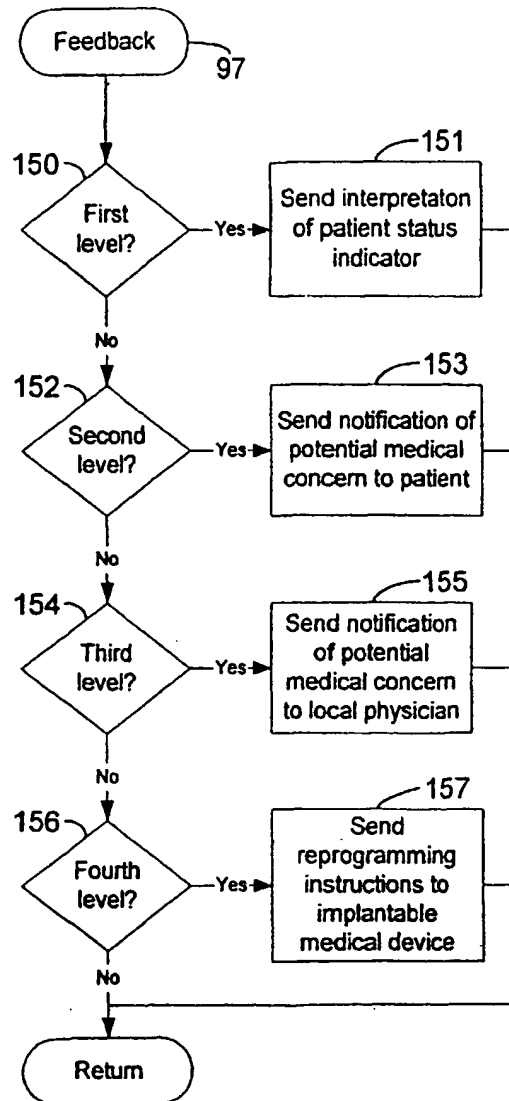 Feedback
97
150
151
First
level?
Yes
Send interpretaton
of patient status
indicator
No
152
153
Second
level?
Yes
Send notification of
potential medical
concern to patient
No
154
155
Third
level?
Yes
Send notification
of potential
medical concern
to local physician
No
156
157
Fourth
level?
Yes
Send
reprogramming
instructions to
implantable
medical device
No
Return